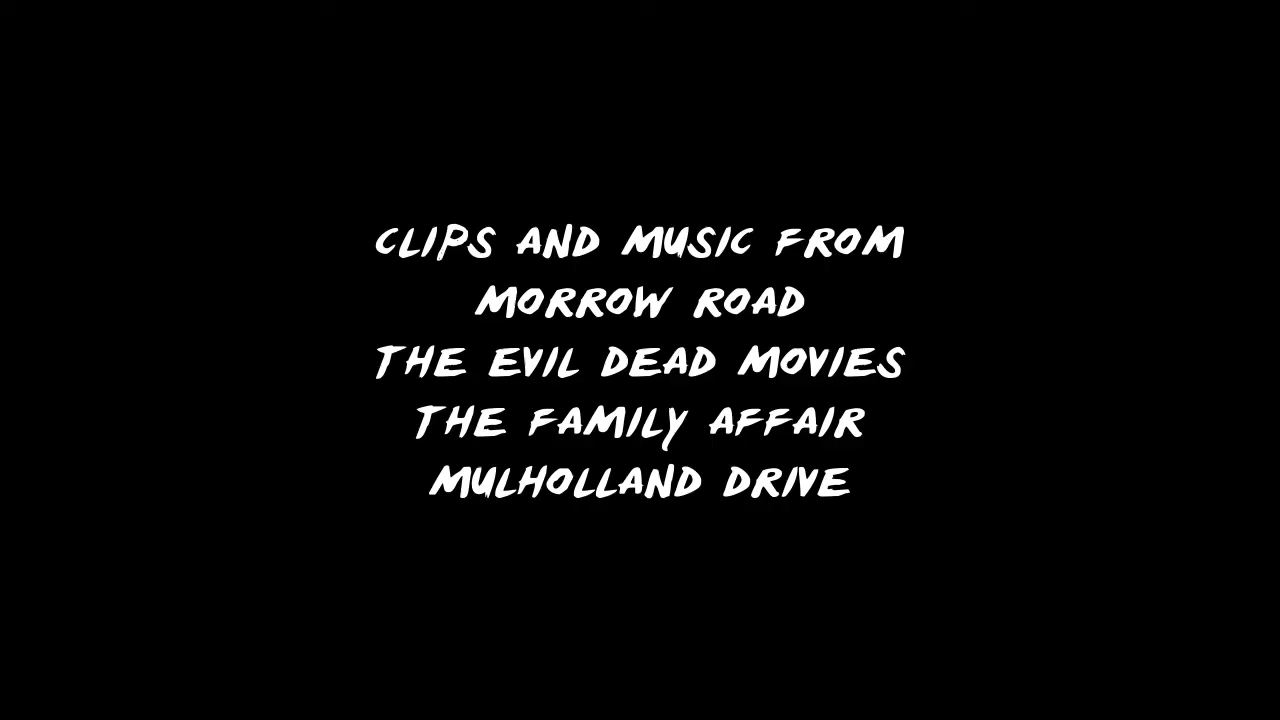 CLIPS AND MUSIC FROM
MORROW ROAD
THE EVIL DEAD MOVIES
THE FAMILY AFFAIR
MULHOLLAND DRIVE